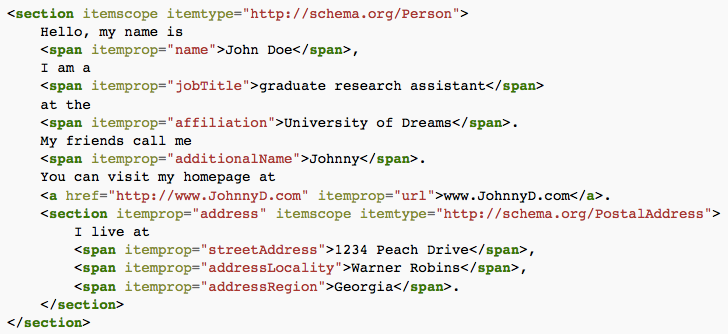 <section itemscope itemtype="http://schema.org/Person">
    Hello, my name is
    <span itemprop="name">John Doe</span>,
    I am a
    <span itemprop="jobTitle">graduate research assistant</span>
    at the
    <span itemprop="affiliation">University of Dreams</span>.
    My friends call me
    <span itemprop="additionalName">Johnny</span>.
    You can visit my homepage at
    <a href="http://www.JohnnyD.com" itemprop="url">www.JohnnyD.com</a>.
    <section itemprop="address" itemscope itemtype="http://schema.org/PostalAddress">
        I live at
        <span itemprop="streetAddress">1234 Peach Drive</span>,
        <span itemprop="addressLocality">Warner Robins</span>,
        <span itemprop="addressRegion">Georgia</span>.
    </section>
</section>